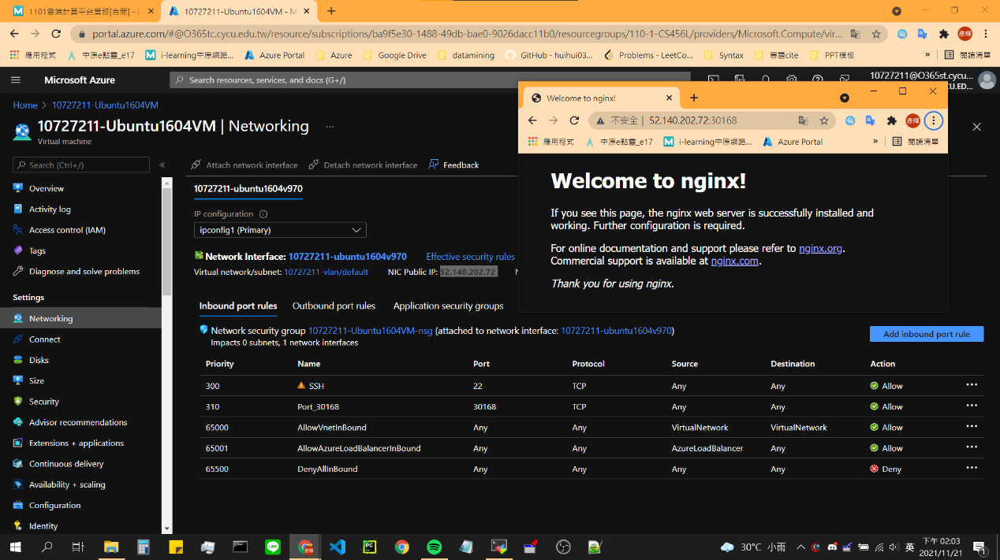 1101雲端計算平台實務[合開] - i-
10727211-Ubuntu1604VM - M
portal.azure.com/#@O365tc.cycu.edu.tw/resource/subscriptions/ba9f5e30-1488-49db-bae0-9026dacc11b0/resourcegroups/110-1-CS456L/providers/Microsoft.Compute/vir...
應用程式 中原e點靈_e17 i-learning中原網路... Azure Portal Azure Google Drive datamining GitHub - huihui03... Problems - LeetCo... Syntax 專題cite PPT模板 » 閱讀清單
Microsoft Azure
Search resources, services, and docs (G+/)
10727211@O365st.cycu...
CU.ED...
Home > 10727211-Ubuntu1604VM
10727211-Ubuntu1604VM | Networking ...
Virtual machine
Search (Ctrl+/) «
Overview
Activity log
Access control (IAM)
Tags
Diagnose and solve problems
Settings
Networking
Connect
Disks
Size
Security
Advisor recommendations
Extensions + applications
Continuous delivery
Availability + scaling
Configuration
Identity
Attach network interface Detach network interface Feedback
10727211-ubuntu1604v970
IP configuration
ipconfig1 (Primary)
Network Interface: 10727211-ubuntu1604v970 Effective security rules
Virtual network/subnet: 10727211-vlan/default NIC Public IP: 52.140.202.72
Inbound port rules Outbound port rules Application security groups
Network security group 10727211-Ubuntu1604VM-nsg (attached to network interface: 10727211-ubuntu1604v970)
Impacts 0 subnets, 1 network interfaces
Add inbound port rule
Priority Name Port Protocol Source Destination Action
300 SSH 22 TCP Any Any Allow ...
310 Port_30168 30168 TCP Any Any Allow ...
65000 AllowVnetInBound Any Any VirtualNetwork VirtualNetwork Allow ...
65001 AllowAzureLoadBalancerInBound Any Any AzureLoadBalancer Any Allow ...
65500 DenyAllInBound Any Any Any Any Deny ...
Welcome to nginx!
不安全 | 52.140.202.72:30168
彥輝
應用程式 中原e點靈_e17 i-learning中原網路... Azure Portal » 閱讀清單
Welcome to nginx!
If you see this page, the nginx web server is successfully installed and
working. Further configuration is required.
For online documentation and support please refer to nginx.org.
Commercial support is available at nginx.com.
Thank you for using nginx.
30°C 小雨
英
下午 02:03
2021/11/21
1